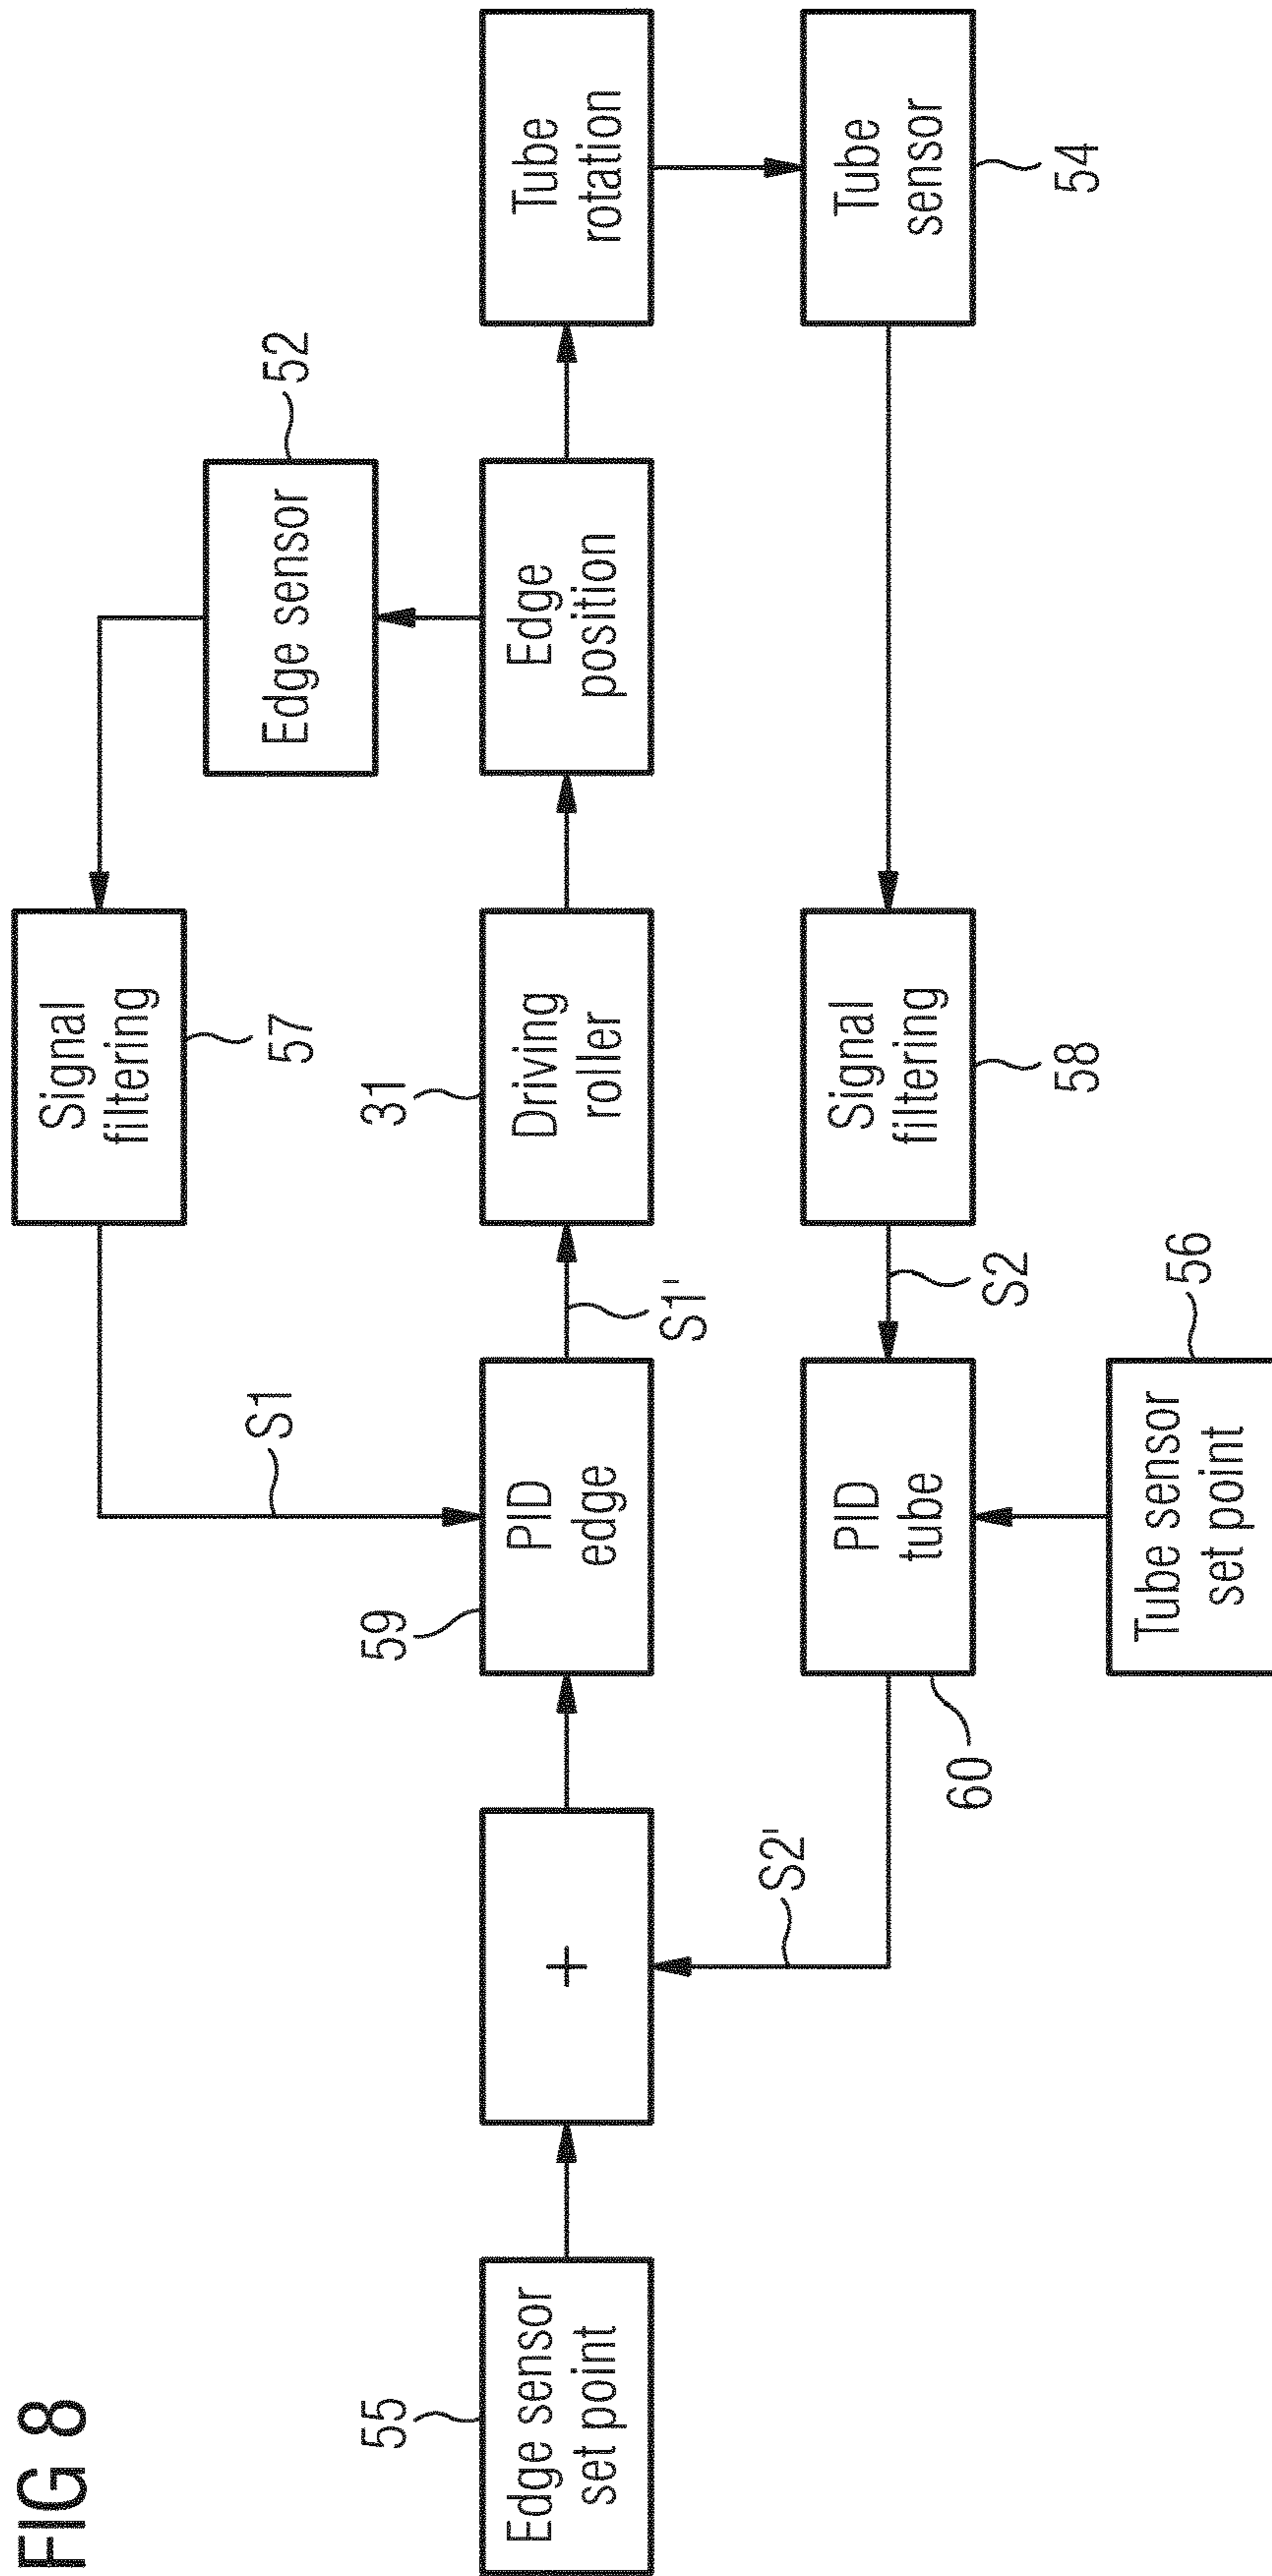 FIG 8
Signal
filtering
57
S1
52
Edge sensor
55
Edge sensor
set point
+
59
PID
edge
S1'
31
Driving
roller
Edge
position
Tube
rotation
S2'
60
PID
tube
S2
Signal
filtering
58
Tube
sensor
54
56
Tube sensor
set point